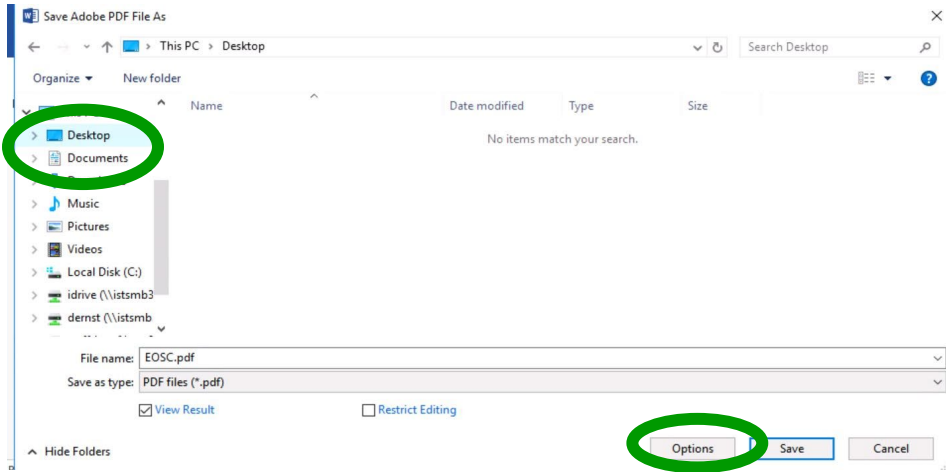 Save Adobe PDF File As
This PC > Desktop
Search Desktop
Organize
New folder
Name
Date modified
Type
Size
No items match your search.
Desktop
Documents
Music
Pictures
Videos
Local Disk (C:)
idrive (\\istsmb3
dernst (\\istsmb
File name: EOSC.pdf
Save as type: PDF files (*.pdf)
View Result
Restrict Editing
Hide Folders
Options
Save
Cancel